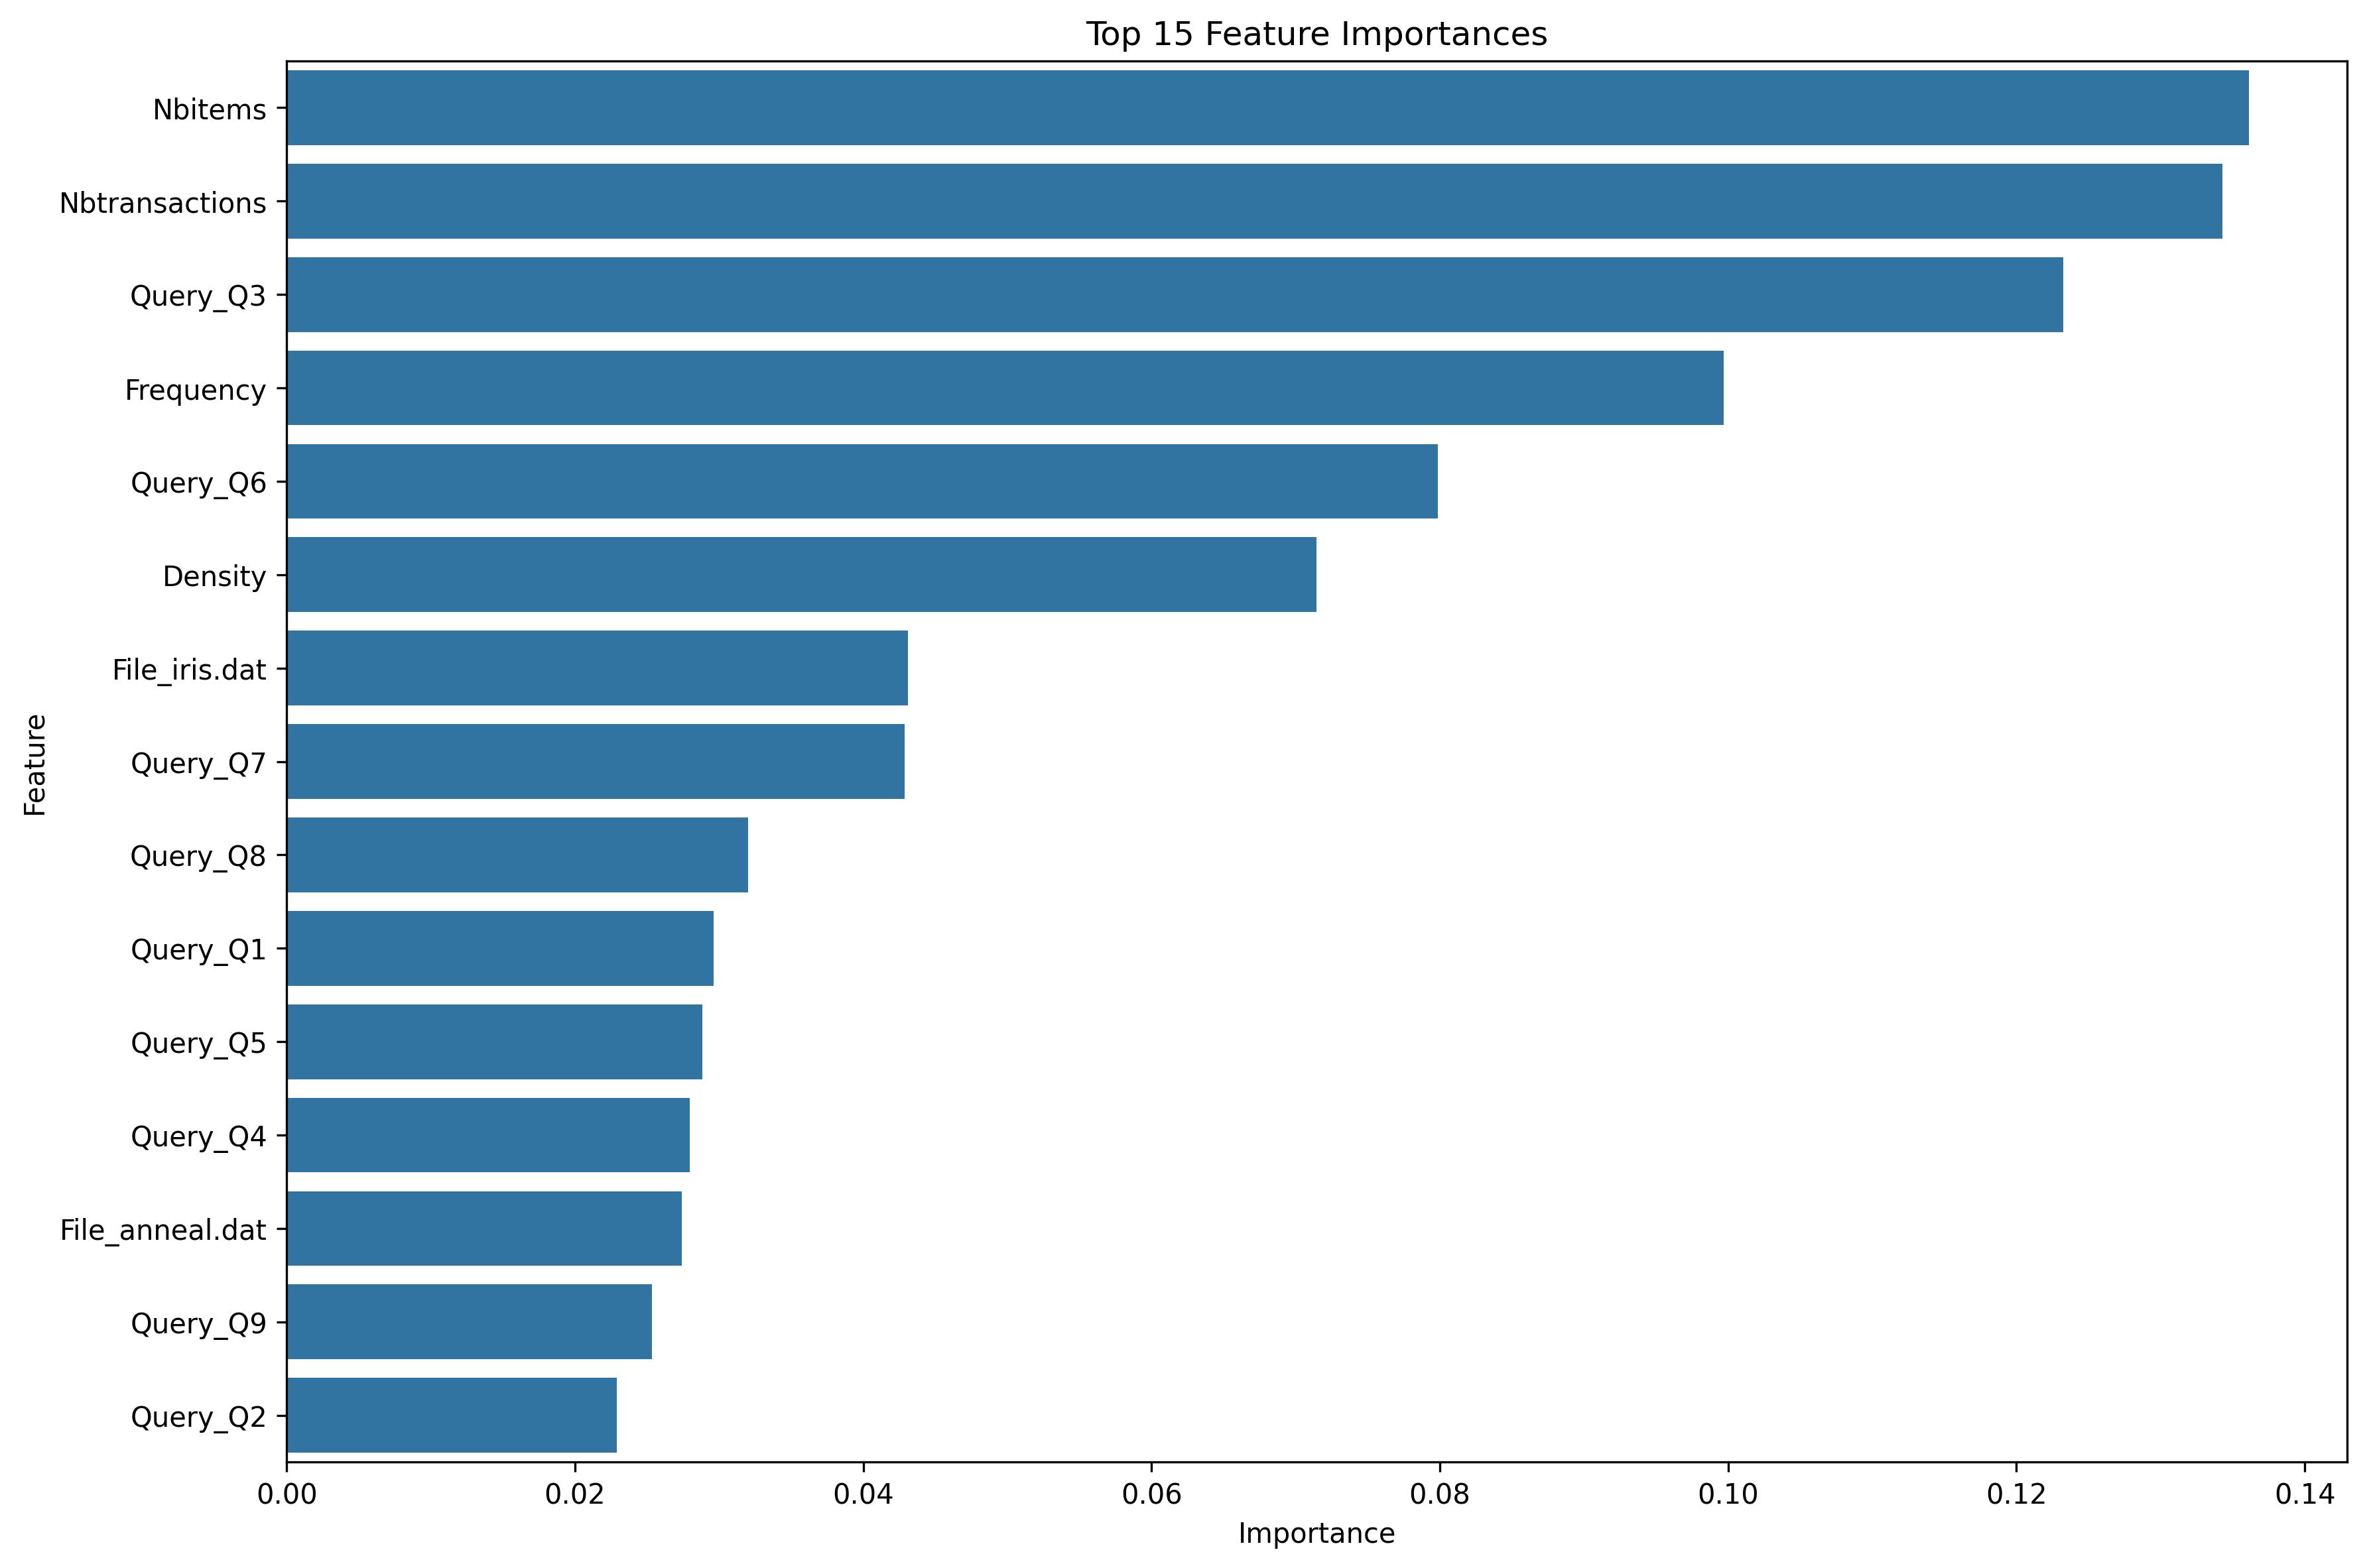 Top 15 Feature Importances
Nbitems
Nbtransactions
Query_Q3
Frequency
Query_Q6
Density
File_iris.dat
Query_Q7
Query_Q8
Query_Q1
Query_Q5
Query_Q4
File_anneal.dat
Query_Q9
Query_Q2
Feature
0.00 0.02 0.04 0.06 0.08 0.10 0.12 0.14
Importance